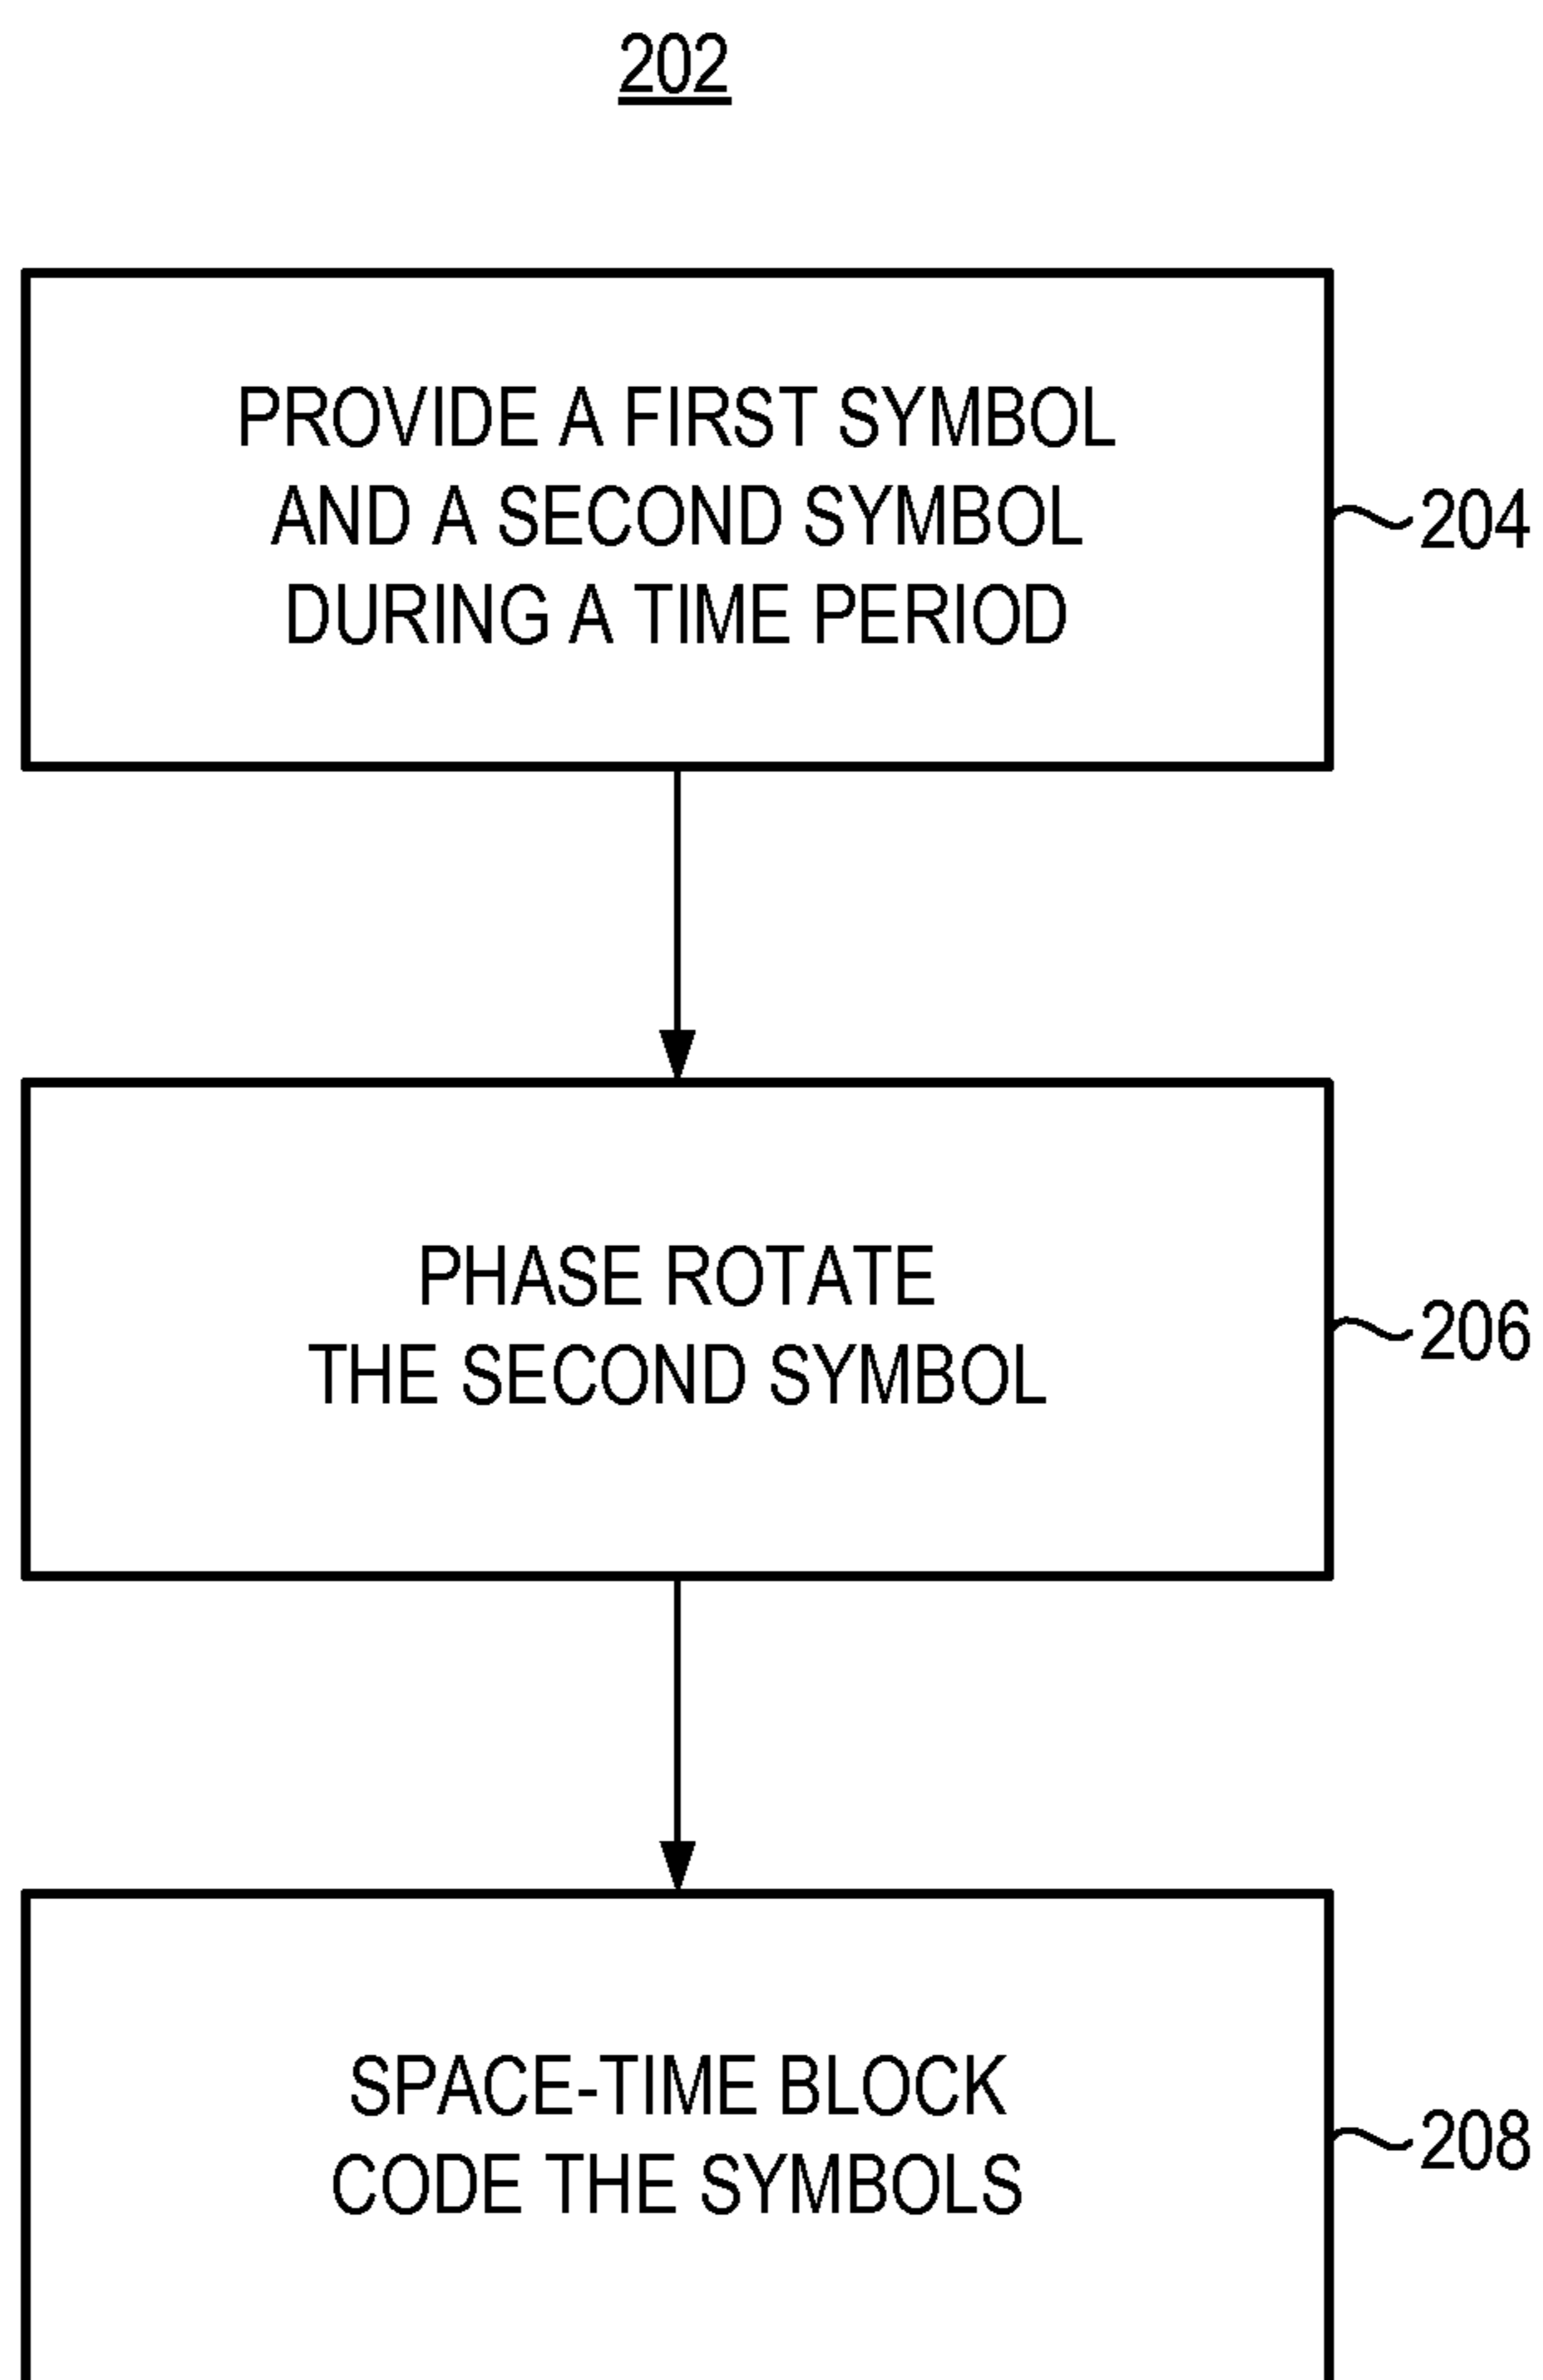 202
PROVIDE A FIRST SYMBOL
AND A SECOND SYMBOL
DURING A TIME PERIOD
204
PHASE ROTATE
THE SECOND SYMBOL
206
SPACE-TIME BLOCK
CODE THE SYMBOLS
208